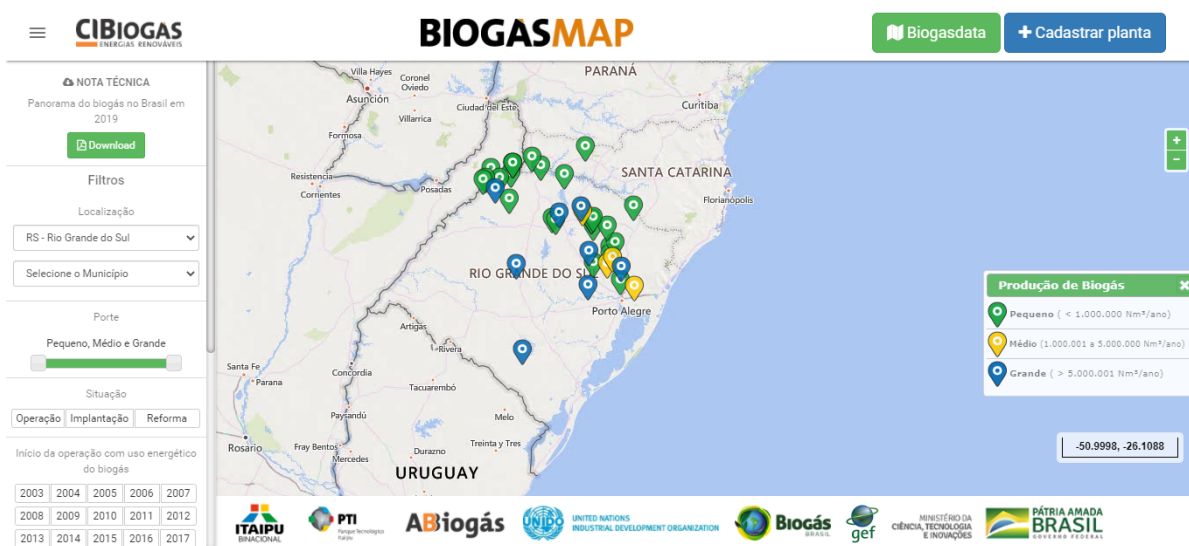 CIBIOGÁS
ENERGIAS RENOVÁVEIS
BIOGÁSMAP
Biogasdata
Cadastrar planta
NOTA TÉCNICA
Panorama do biogás no Brasil em
2019
Download
Filtros
Localização
RS - Rio Grande do Sul
Selecione o Município
Porte
Pequeno, Médio e Grande
Situação
Operação Implantação Reforma
Início da operação com uso energético
do biogás
2003 2004 2005 2006 2007
2008 2009 2010 2011 2012
2013 2014 2015 2016 2017
Villa Hayes
Coronel
Oviedo
PARANÁ
Asunción
Ciudad del Este
Curitiba
Villarrica
Formosa
SANTA CATARINA
Resistencia
Corrientes
Posadas
Florianópolis
RIO GRANDE DO SUL
Porto Alegre
Artigas
Rivera
Santa Fe
Parana
Concordia
Tacuarembó
Paysandú
Melo
Rosario
Fray Bentos
Mercedes
Durazno
Treinta y Tres
URUGUAY
+
−
Produção de Biogás
Pequeno ( < 1.000.000 Nm³/ano)
Médio (1.000.001 a 5.000.000 Nm³/ano)
Grande ( > 5.000.001 Nm³/ano)
-50.9998, -26.1088
ITAIPU
BINACIONAL
PTI
Parque Tecnológico
Itaipu
ABiogás
UNIDO
UNITED NATIONS
INDUSTRIAL DEVELOPMENT ORGANIZATION
BIOGÁS
BRASIL
gef
MINISTÉRIO DA
CIÊNCIA, TECNOLOGIA
E INOVAÇÕES
PÁTRIA AMADA
BRASIL
GOVERNO FEDERAL